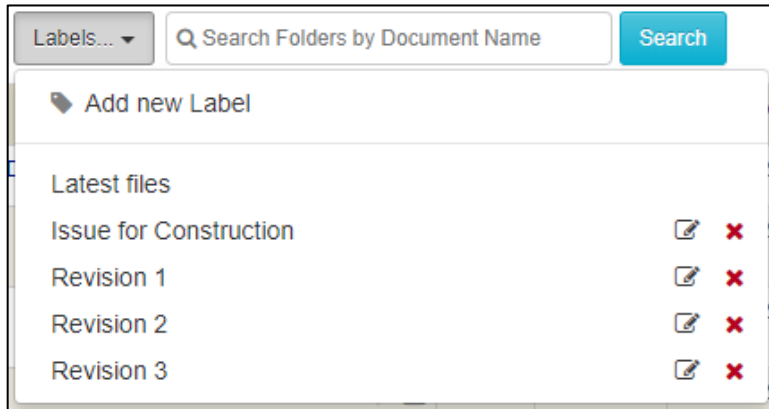 Labels... Search Folders by Document Name Search
Add new Label
Latest files
Issue for Construction
Revision 1
Revision 2
Revision 3